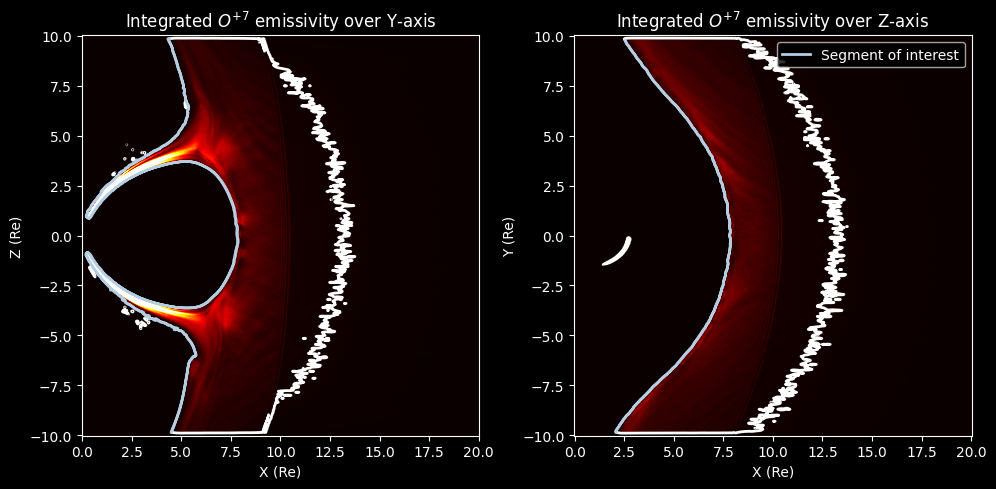 Integrated O+7 emissivity over Y-axis
10.0
7.5
5.0
2.5
0.0
−2.5
−5.0
−7.5
−10.0
Z (Re)
0.0 2.5 5.0 7.5 10.0 12.5 15.0 17.5 20.0
X (Re)
Integrated O+7 emissivity over Z-axis
Segment of interest
10.0
7.5
5.0
2.5
0.0
−2.5
−5.0
−7.5
−10.0
Y (Re)
0.0 2.5 5.0 7.5 10.0 12.5 15.0 17.5 20.0
X (Re)